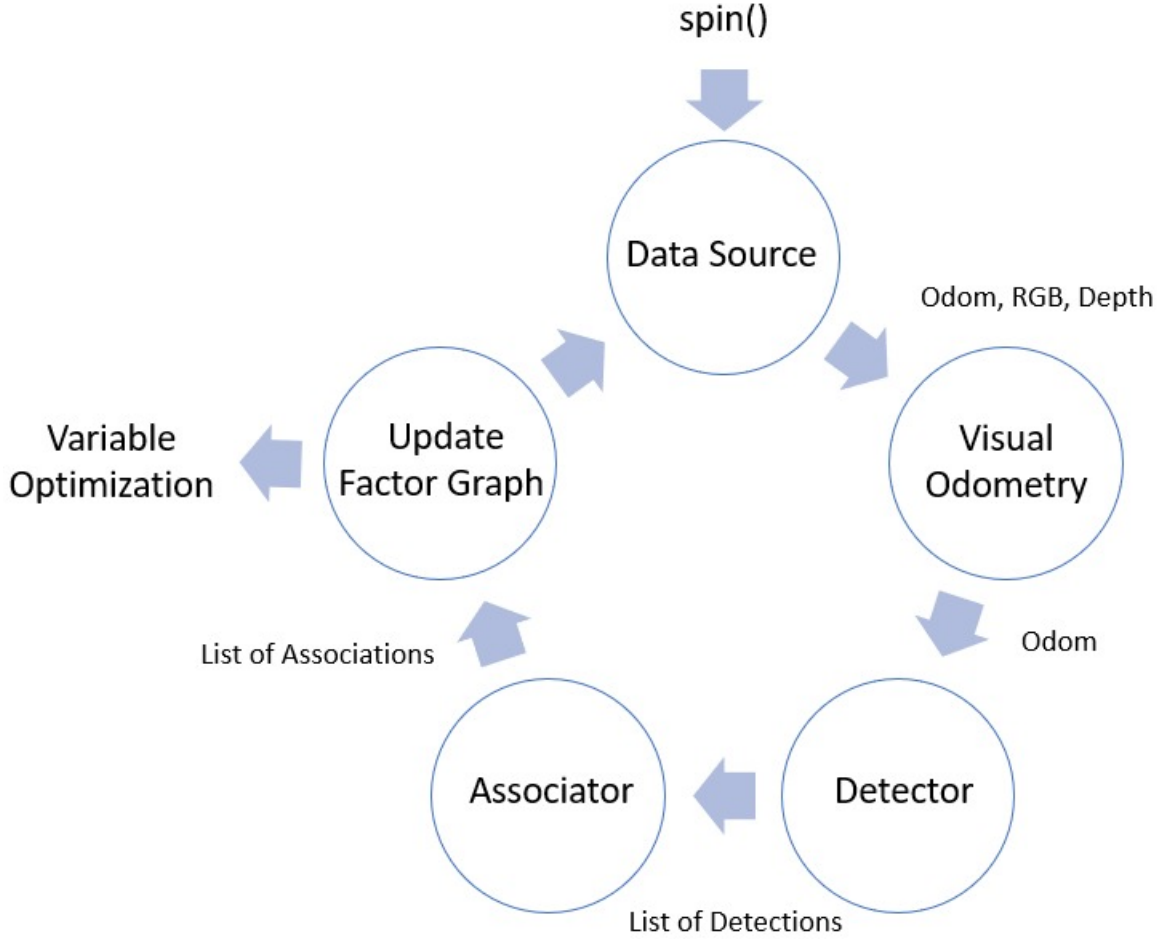 spin()
Data Source
Odom, RGB, Depth
Visual
Odometry
Odom
Detector
List of Detections
Associator
List of Associations
Update
Factor Graph
Variable
Optimization